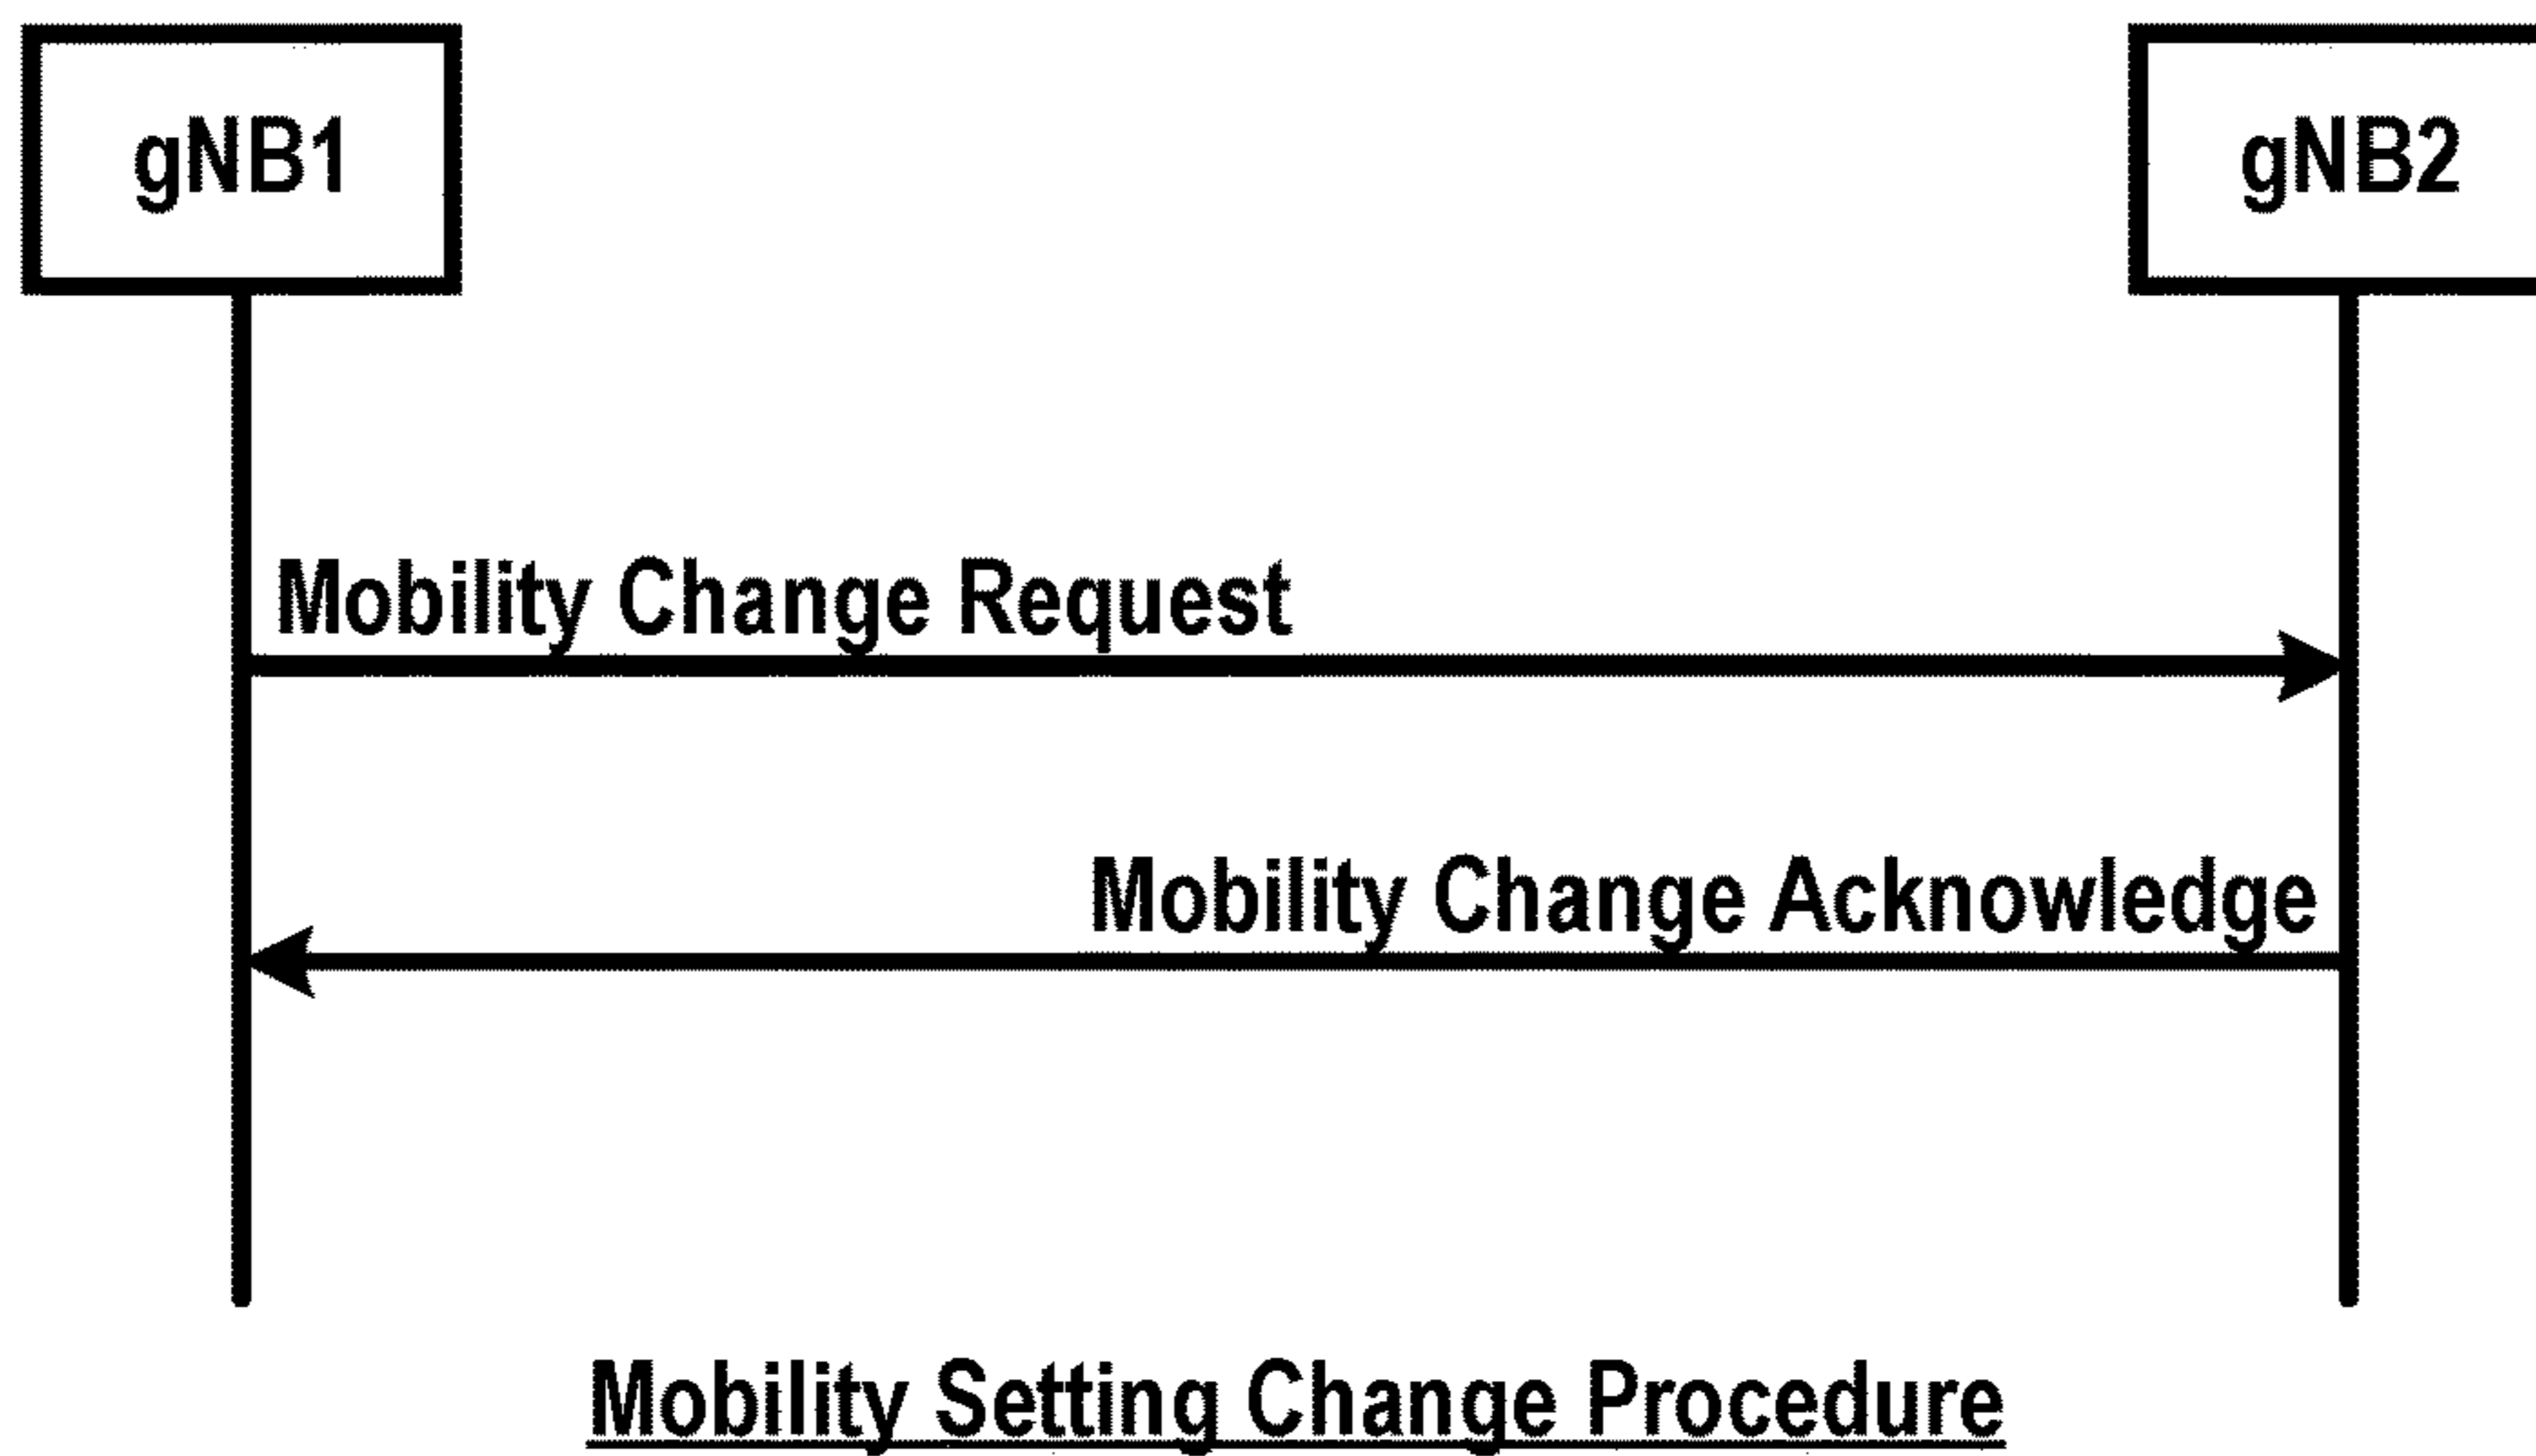 gNB1
gNB2
Mobility Change Request
Mobility Change Acknowledge
Mobility Setting Change Procedure